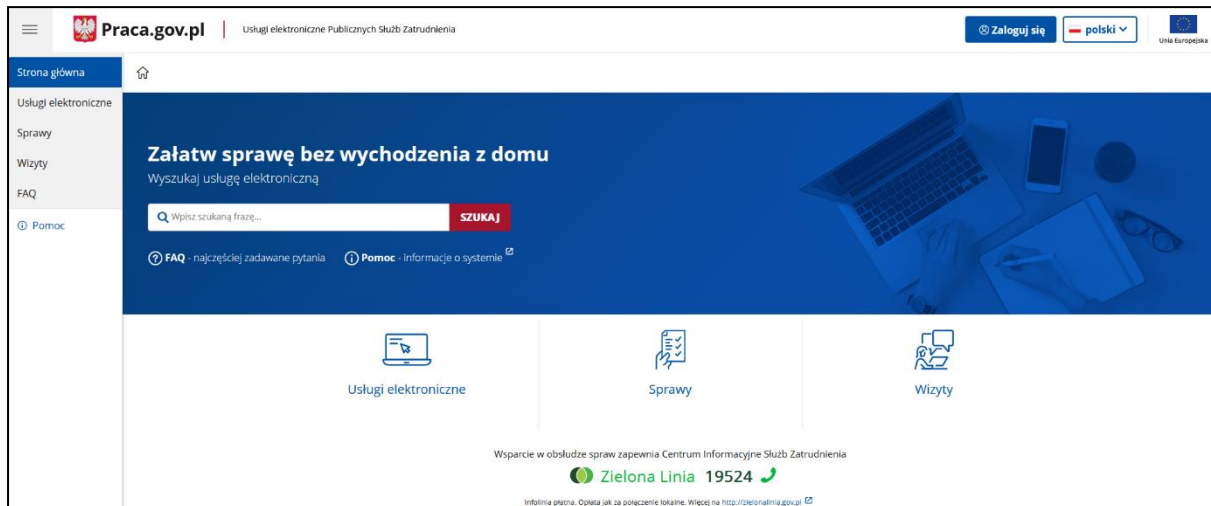 Praca.gov.pl
Usługi elektroniczne Publicznych Służb Zatrudnienia
Zaloguj się
polski
Unia Europejska
Strona główna
Usługi elektroniczne
Sprawy
Wizyty
FAQ
Pomoc
Załatw sprawę bez wychodzenia z domu
Wyszukaj usługę elektroniczną
Wpisz szukaną frazę...
SZUKAJ
FAQ - najczęściej zadawane pytania
Pomoc - informacje o systemie
Usługi elektroniczne
Sprawy
Wizyty
Wsparcie w obsłudze spraw zapewnia Centrum Informacyjne Służb Zatrudnienia
Zielona Linia 19524
Infolinia płatna. Opłata jak za połączenie lokalne. Więcej na http://zielonalinia.gov.pl